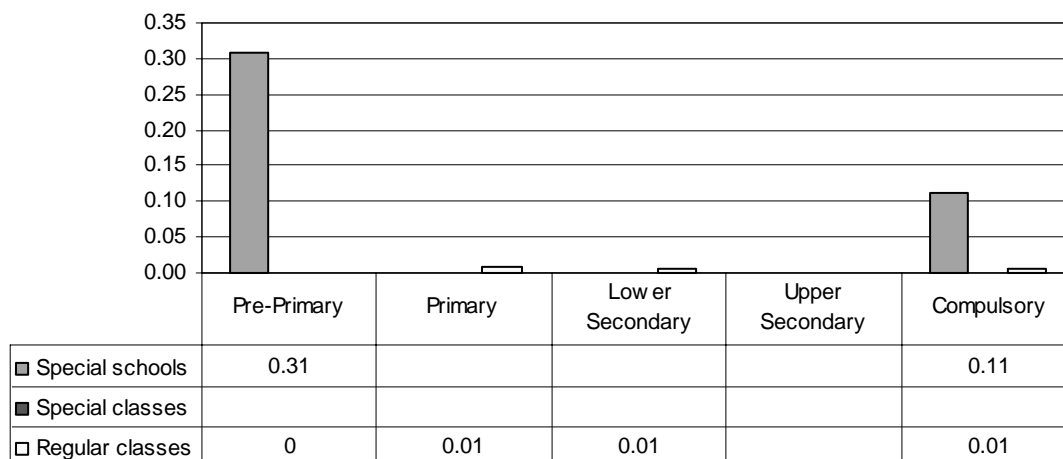 0.35
0.30
0.25
0.20
0.15
0.10
0.05
0.00
Pre-Primary Primary Lower Secondary Upper Secondary Compulsory
Special schools 0.31 0.11
Special classes
Regular classes 0 0.01 0.01 0.01